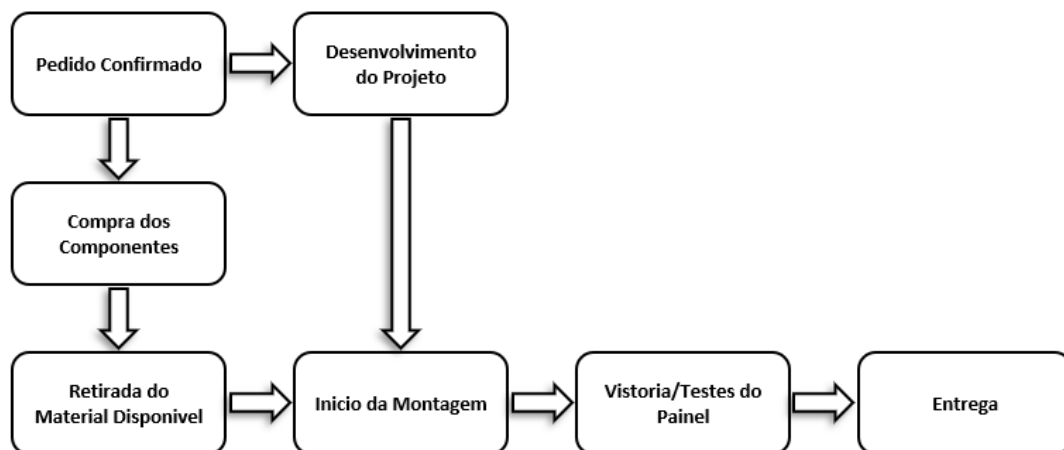 Pedido Confirmado
Desenvolvimento
do Projeto
Compra dos
Componentes
Retirada do
Material Disponivel
Inicio da Montagem
Vistoria/Testes do
Painel
Entrega